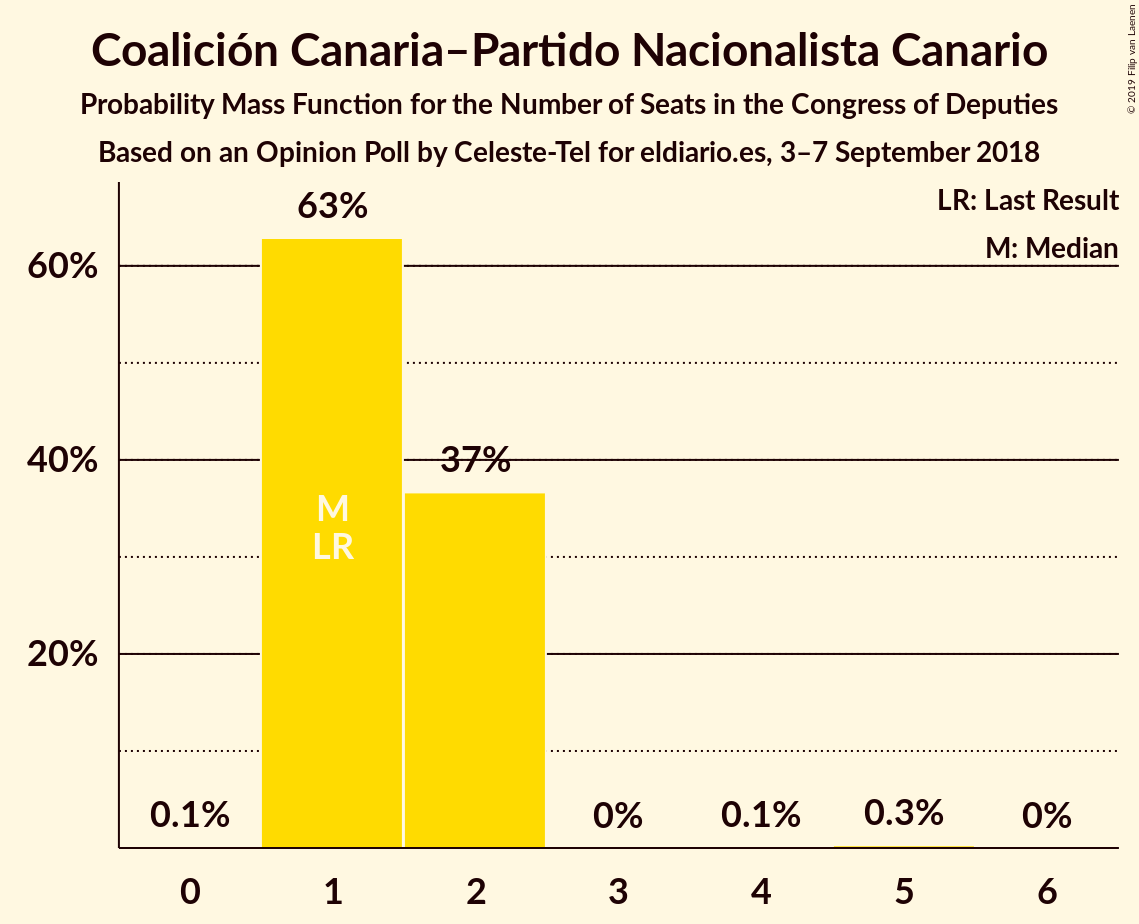 Coalición Canaria–Partido Nacionalista Canario
Probability Mass Function for the Number of Seats in the Congress of Deputies
Based on an Opinion Poll by Celeste-Tel for eldiario.es, 3–7 September 2018
© 2019 Filip van Laenen
LR: Last Result
M: Median
63%
60%
40%
37%
M
LR
20%
0.1%
0%
0.1%
0.3%
0%
0 1 2 3 4 5 6